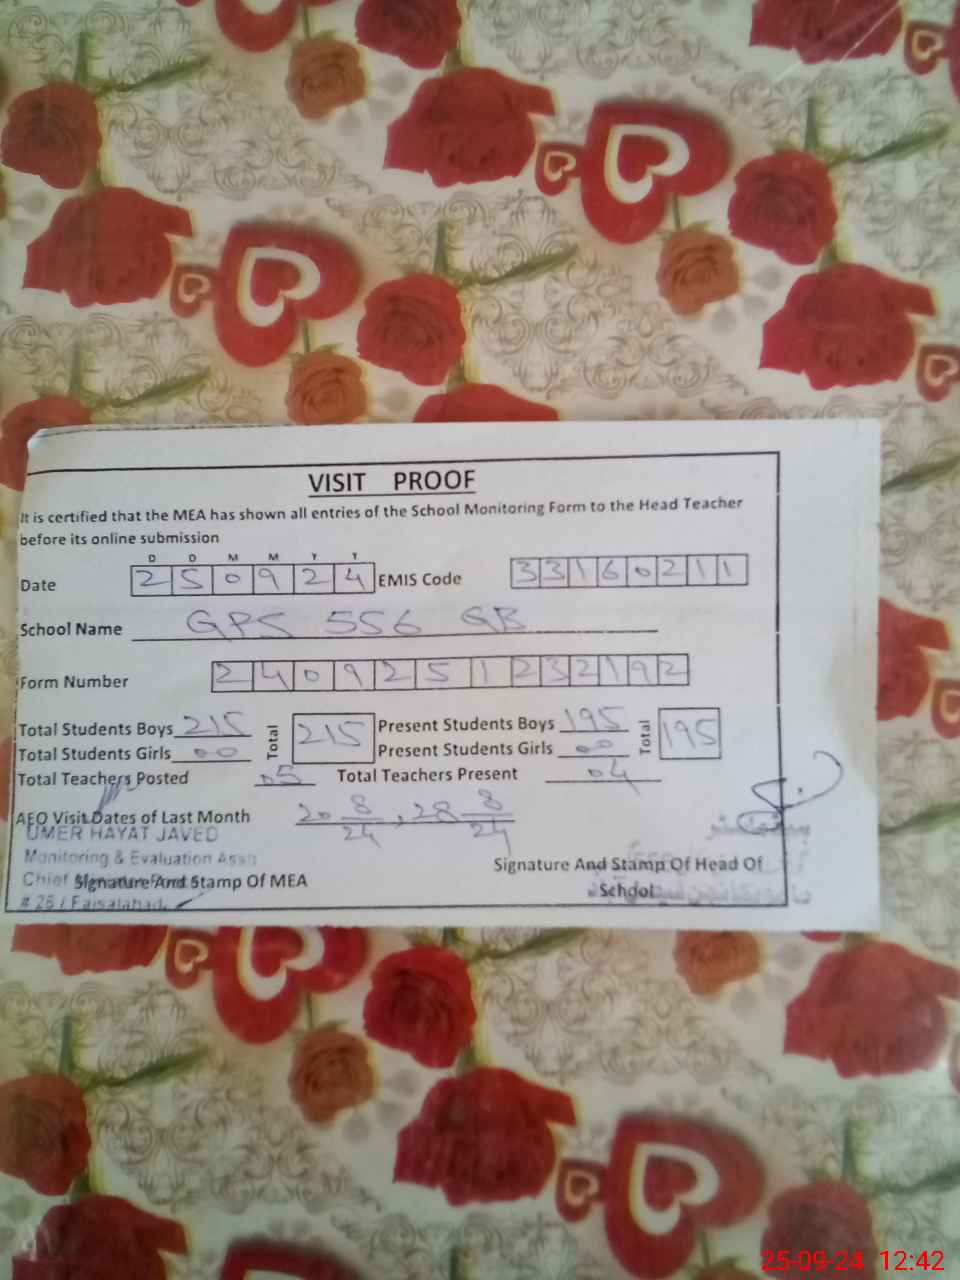 VISIT PROOF
It is certified that the MEA has shown all entries of the School Monitoring Form to the Head Teacher
before its online submission
D D M M Y Y
Date 2 5 0 9 2 4 EMIS Code 3 3 1 6 0 2 1 1
School Name GPS 556 GB
Form Number 2 4 0 9 2 5 1 2 3 2 1 9 2
Total Students Boys 215 Total 215 Present Students Boys 195 Total 195
Total Students Girls 00 Present Students Girls 00
Total Teachers Posted 05 Total Teachers Present 04
AEO Visit Dates of Last Month 20 8/24, 28 8/24
UMER HAYAT JAVED
Monitoring & Evaluation Asstt
Signature And Stamp Of Head Of
School
Chief
Signature And Stamp Of MEA
# 26 / Faisalabad.
25-09-24 12:42